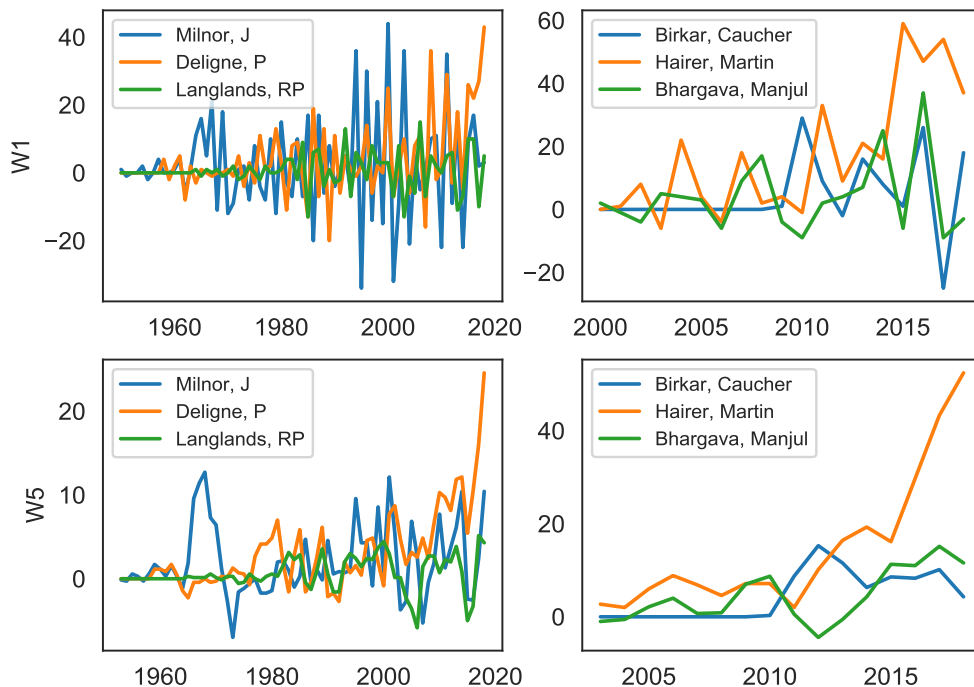 W1
40
20
0
−20
Milnor, J
Deligne, P
Langlands, RP
1960
1980
2000
2020
60
40
20
0
−20
Birkar, Caucher
Hairer, Martin
Bhargava, Manjul
2000
2005
2010
2015
W5
20
10
0
Milnor, J
Deligne, P
Langlands, RP
1960
1980
2000
2020
40
20
0
Birkar, Caucher
Hairer, Martin
Bhargava, Manjul
2005
2010
2015